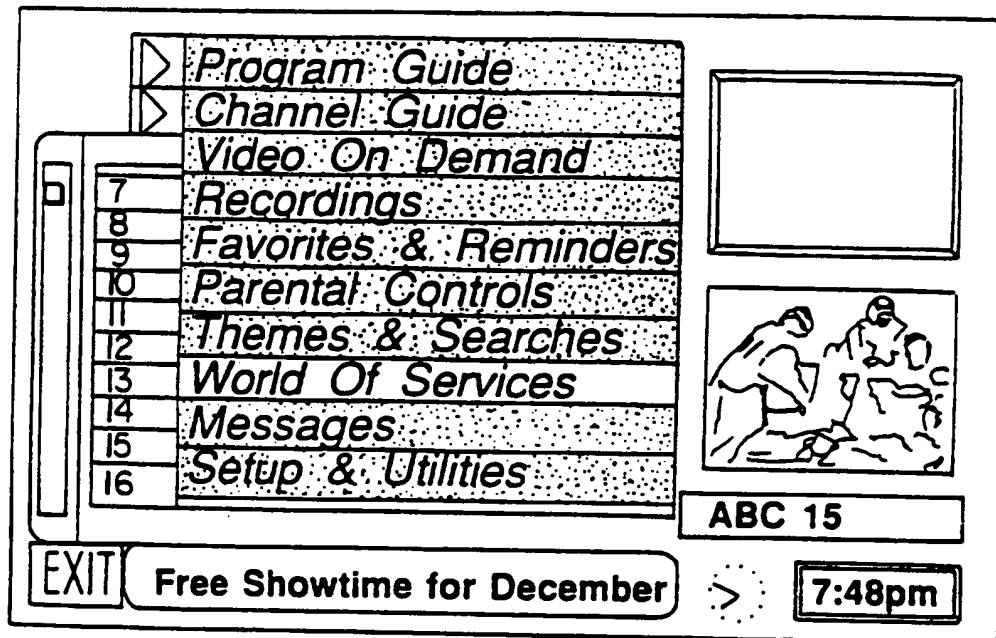 Program Guide
Channel Guide
Video On Demand
7 Recordings
8
9 Favorites & Reminders
10 Parental Controls
11
12 Themes & Searches
13 World Of Services
14 Messages
15
16 Setup & Utilities
ABC 15
EXIT Free Showtime for December
7:48pm